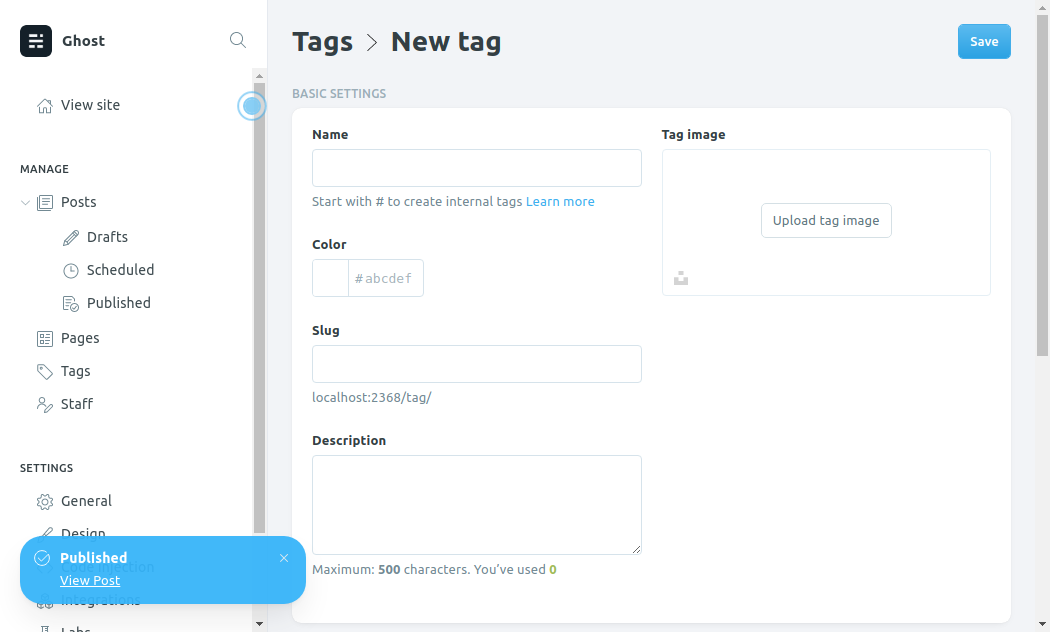 Ghost
View site
MANAGE
Posts
Drafts
Scheduled
Published
Pages
Tags
Staff
SETTINGS
General
Design
Code injection
Integrations
Labs
Published
View Post
Tags > New tag
Save
BASIC SETTINGS
Name
Start with # to create internal tags Learn more
Color
#abcdef
Slug
localhost:2368/tag/
Description
Maximum: 500 characters. You've used 0
Tag image
Upload tag image